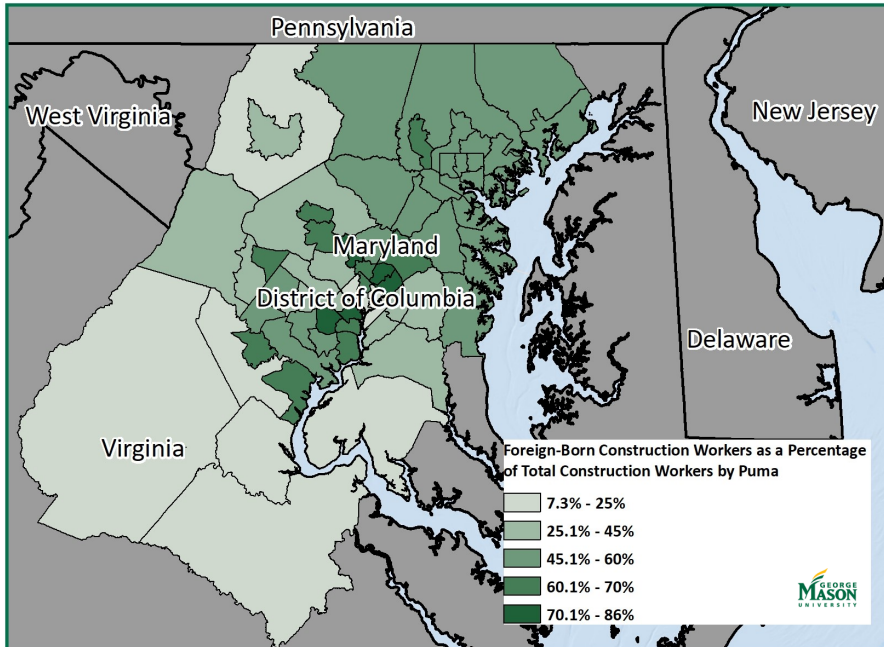 Pennsylvania
West Virginia
New Jersey
Maryland
District of Columbia
Delaware
Virginia
Foreign-Born Construction Workers as a Percentage
of Total Construction Workers by Puma
7.3% - 25%
25.1% - 45%
45.1% - 60%
60.1% - 70%
70.1% - 86%
GEORGE
MASON
UNIVERSITY